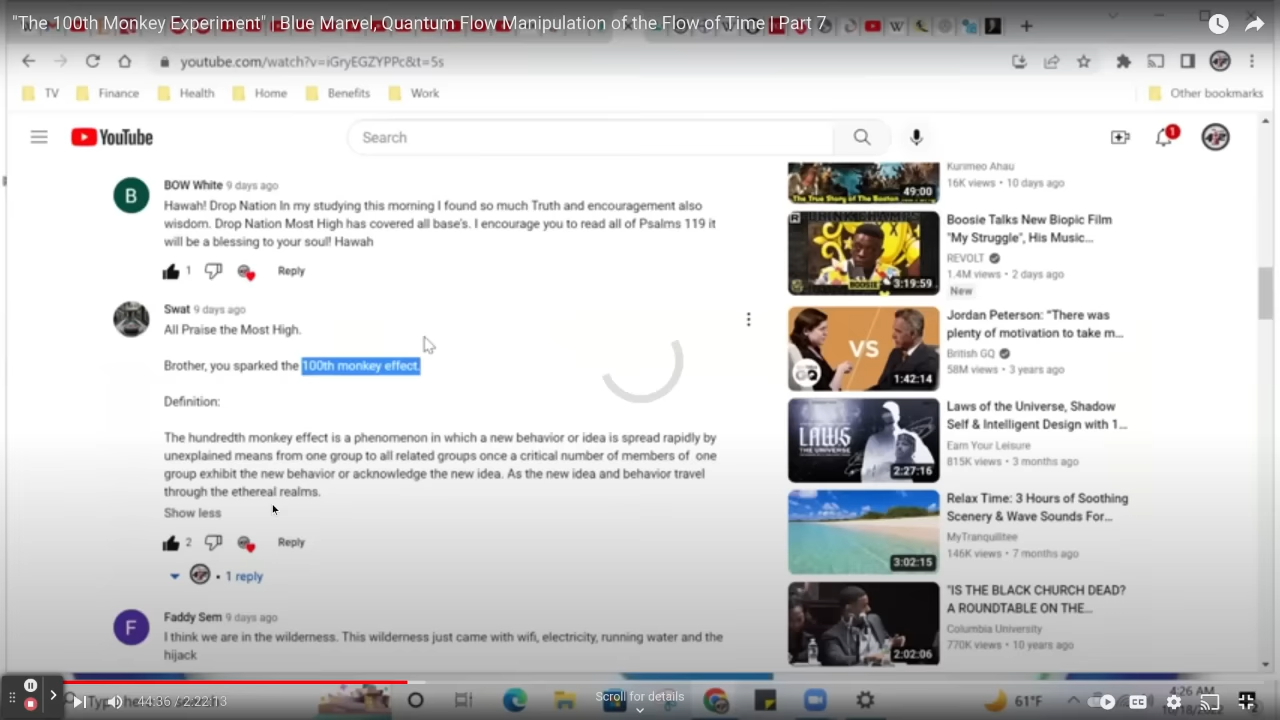 "The 100th Monkey Experiment" | Blue Marvel, Quantum Flow Manipulation of the Flow of Time | Part 7
youtube.com/watch?v=iGryEGZYPPc&t=5s
TV Finance Health Home Benefits Work Other bookmarks
YouTube
Search
1
B
BOW White 9 days ago
Hawah! Drop Nation In my studying this morning I found so much Truth and encouragement also
wisdom. Drop Nation Most High has covered all base's. I encourage you to read all of Psalms 119 it
will be a blessing to your soul! Hawah
1 Reply
Swat 9 days ago
All Praise the Most High.
Brother, you sparked the 100th monkey effect.
Definition:
The hundredth monkey effect is a phenomenon in which a new behavior or idea is spread rapidly by
unexplained means from one group to all related groups once a critical number of members of one
group exhibit the new behavior or acknowledge the new idea. As the new idea and behavior travel
through the ethereal realms.
Show less
2 Reply
• 1 reply
F
Faddy Sem 9 days ago
I think we are in the wilderness. This wilderness just came with wifi, electricity, running water and the
hijack
The True Story of The Boston
49:00
Kurimeo Ahau
16K views • 10 days ago
R
BOOSIE
3:19:59
Boosie Talks New Biopic Film
"My Struggle", His Music...
REVOLT
1.4M views • 2 days ago
New
VS
GQ
1:42:14
Jordan Peterson: "There was
plenty of motivation to take m...
British GQ
58M views • 3 years ago
LAWS
2:27:16
Laws of the Universe, Shadow
Self & Intelligent Design with 1...
Earn Your Leisure
815K views • 3 months ago
3:02:15
Relax Time: 3 Hours of Soothing
Scenery & Wave Sounds For...
MyTranquilitee
146K views • 7 months ago
2:02:06
"IS THE BLACK CHURCH DEAD?
A ROUNDTABLE ON THE...
Columbia University
770K views • 10 years ago
44:36 / 2:22:13
Scroll for details
61°F
4:26 AM
CC